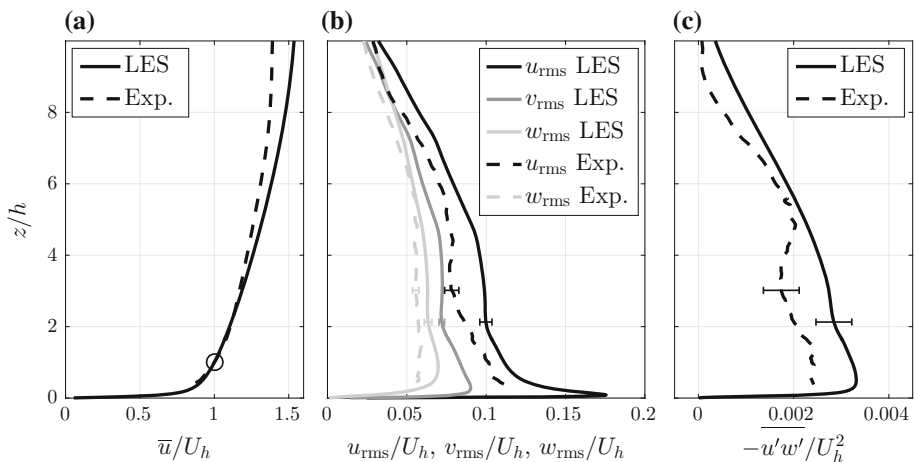 (a)
(b)
(c)
LES
Exp.
u_rms LES
v_rms LES
w_rms LES
u_rms Exp.
w_rms Exp.
LES
Exp.
z/h
8
6
4
2
0
0 0.5 1 1.5
0.05 0.1 0.15 0.2
0 0.002 0.004
u̅/U_h
u_rms/U_h, v_rms/U_h, w_rms/U_h
−u′w′‾/U_h^2